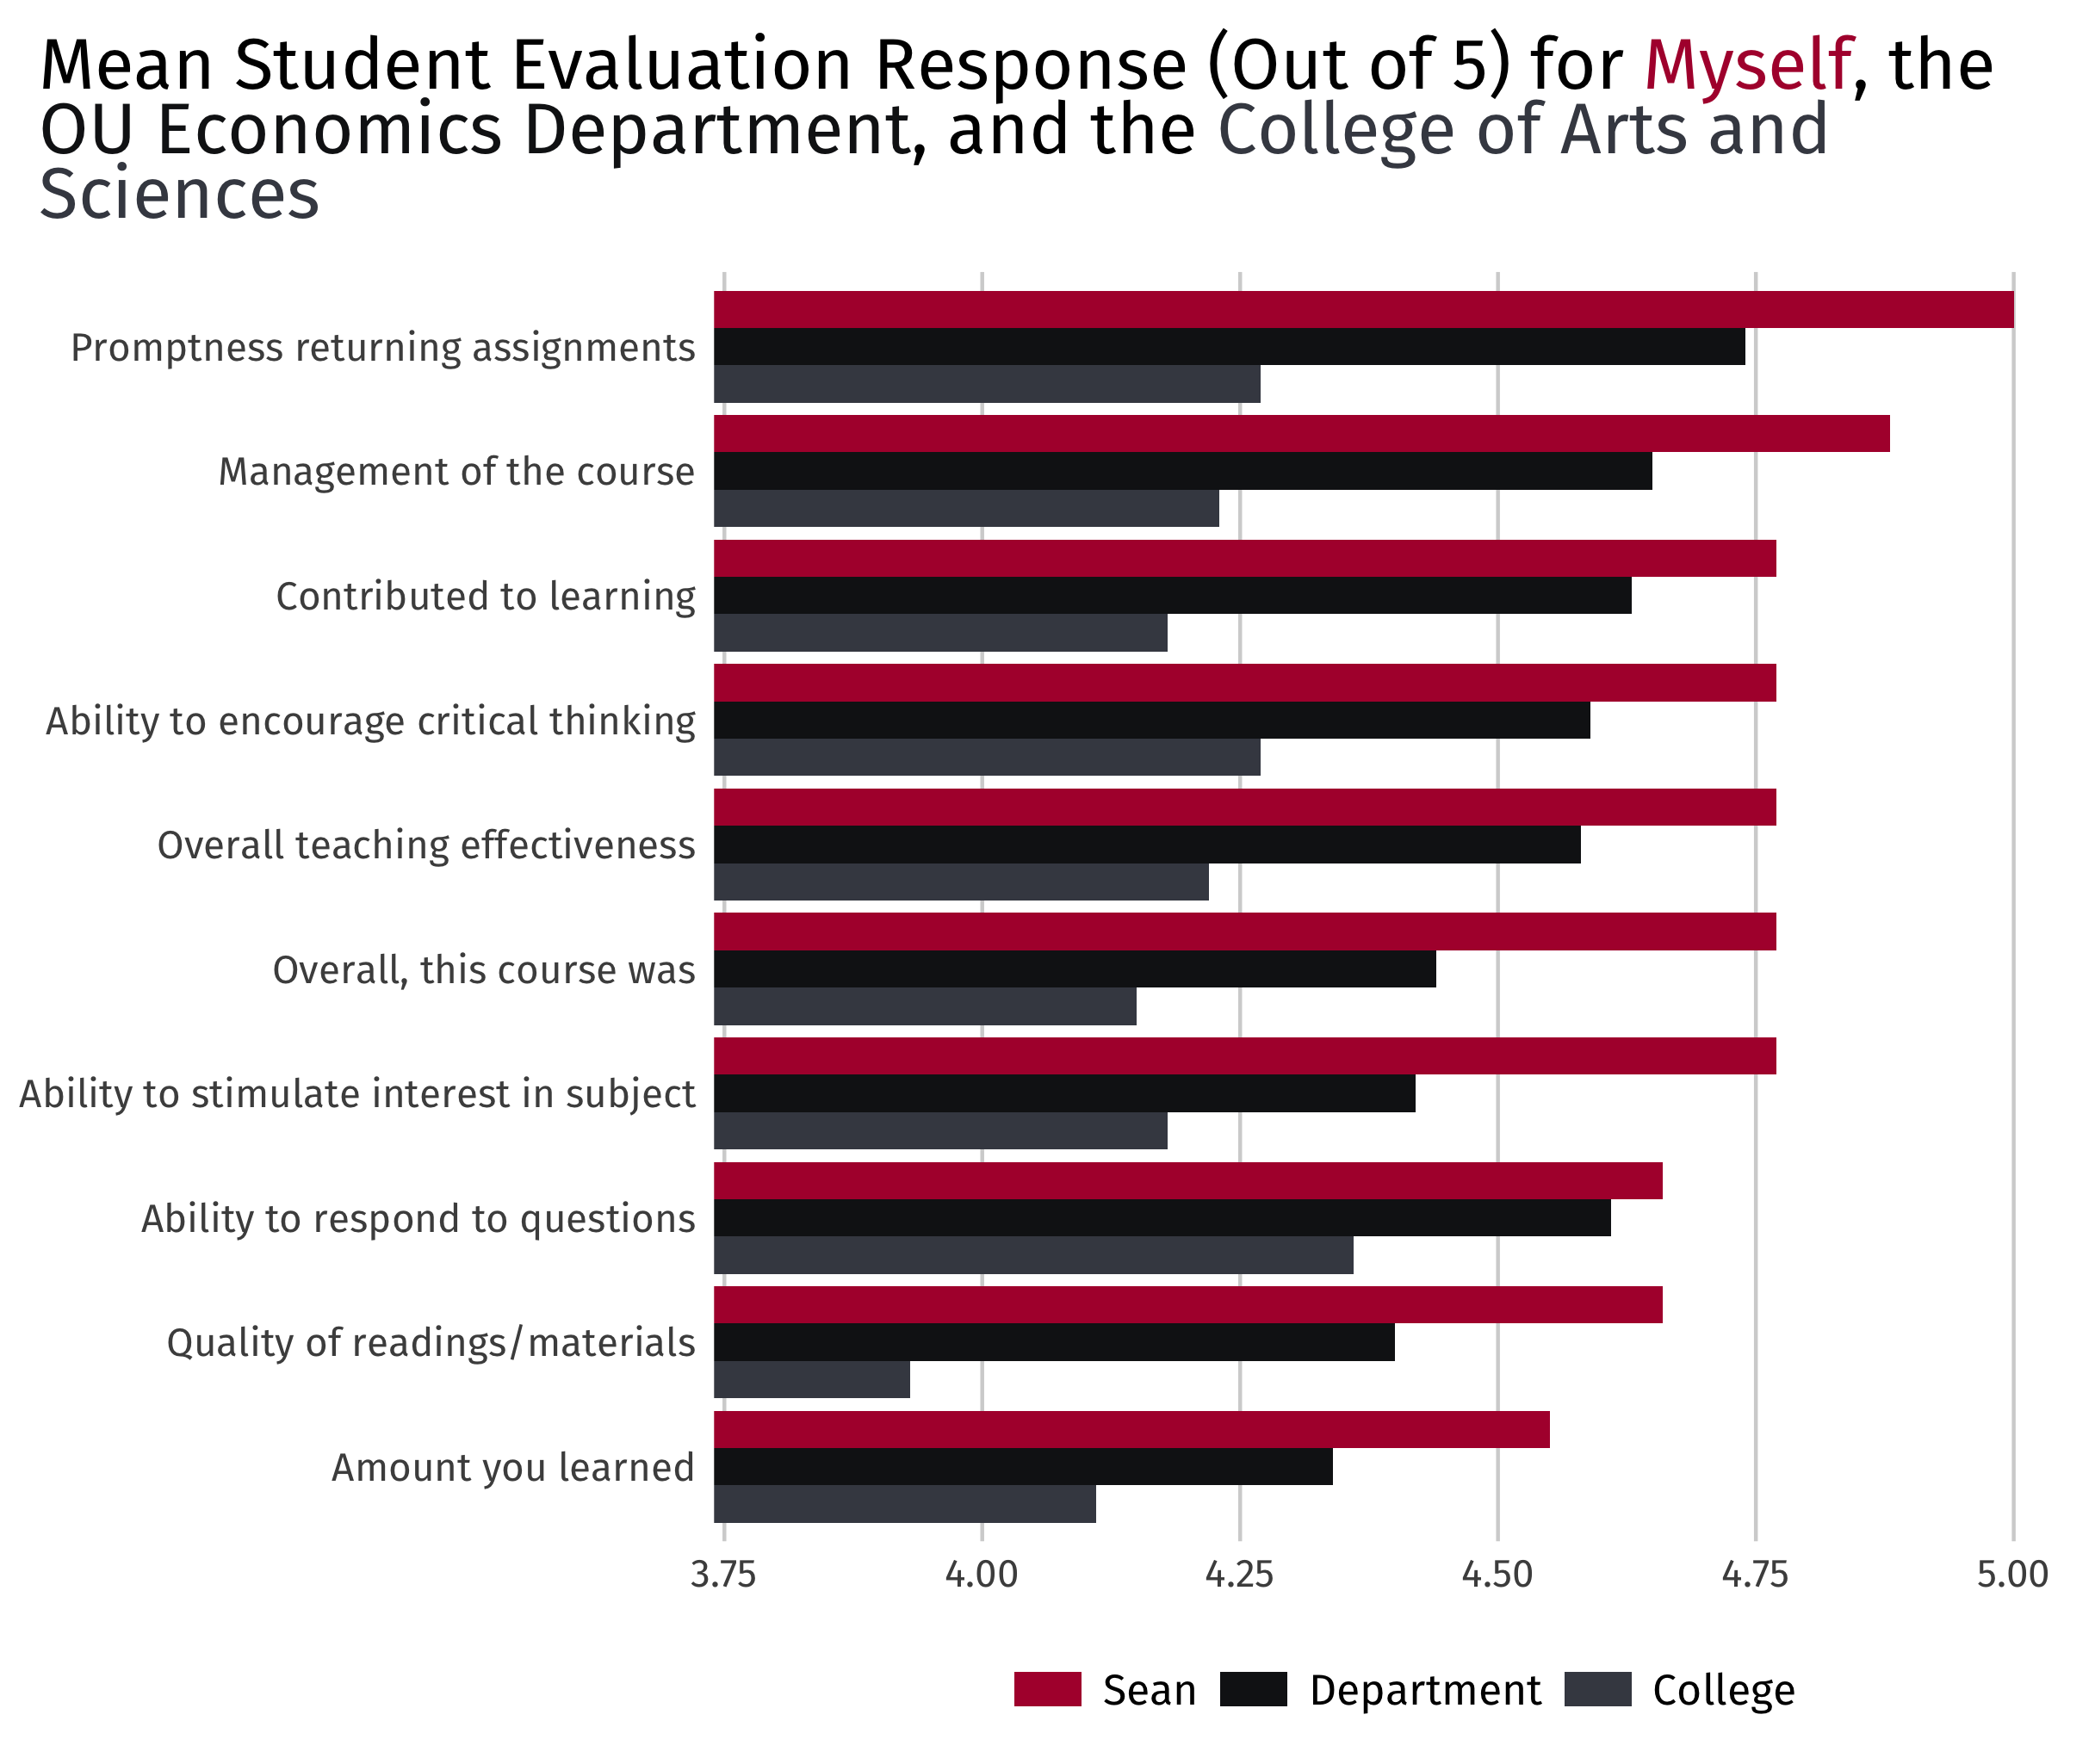 Mean Student Evaluation Response (Out of 5) for Myself, the
OU Economics Department, and the College of Arts and
Sciences
Promptness returning assignments
Management of the course
Contributed to learning
Ability to encourage critical thinking
Overall teaching effectiveness
Overall, this course was
Ability to stimulate interest in subject
Ability to respond to questions
Quality of readings/materials
Amount you learned
3.75 4.00 4.25 4.50 4.75 5.00
Sean Department College